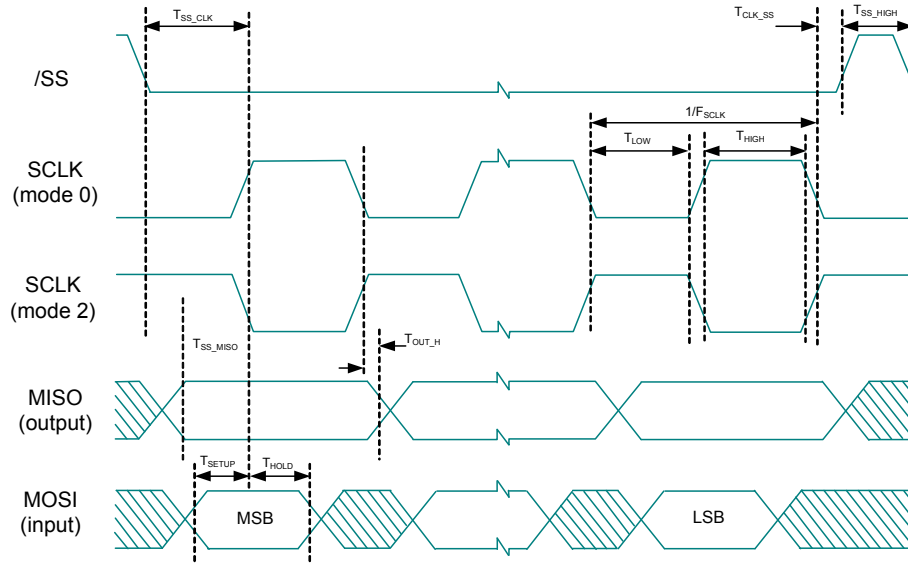 T_SS_CLK
T_CLK_SS
T_SS_HIGH
/SS
1/F_SCLK
T_LOW
T_HIGH
SCLK
(mode 0)
SCLK
(mode 2)
T_SS_MISO
T_OUT_H
MISO
(output)
T_SETUP
T_HOLD
MOSI
(input)
MSB
LSB